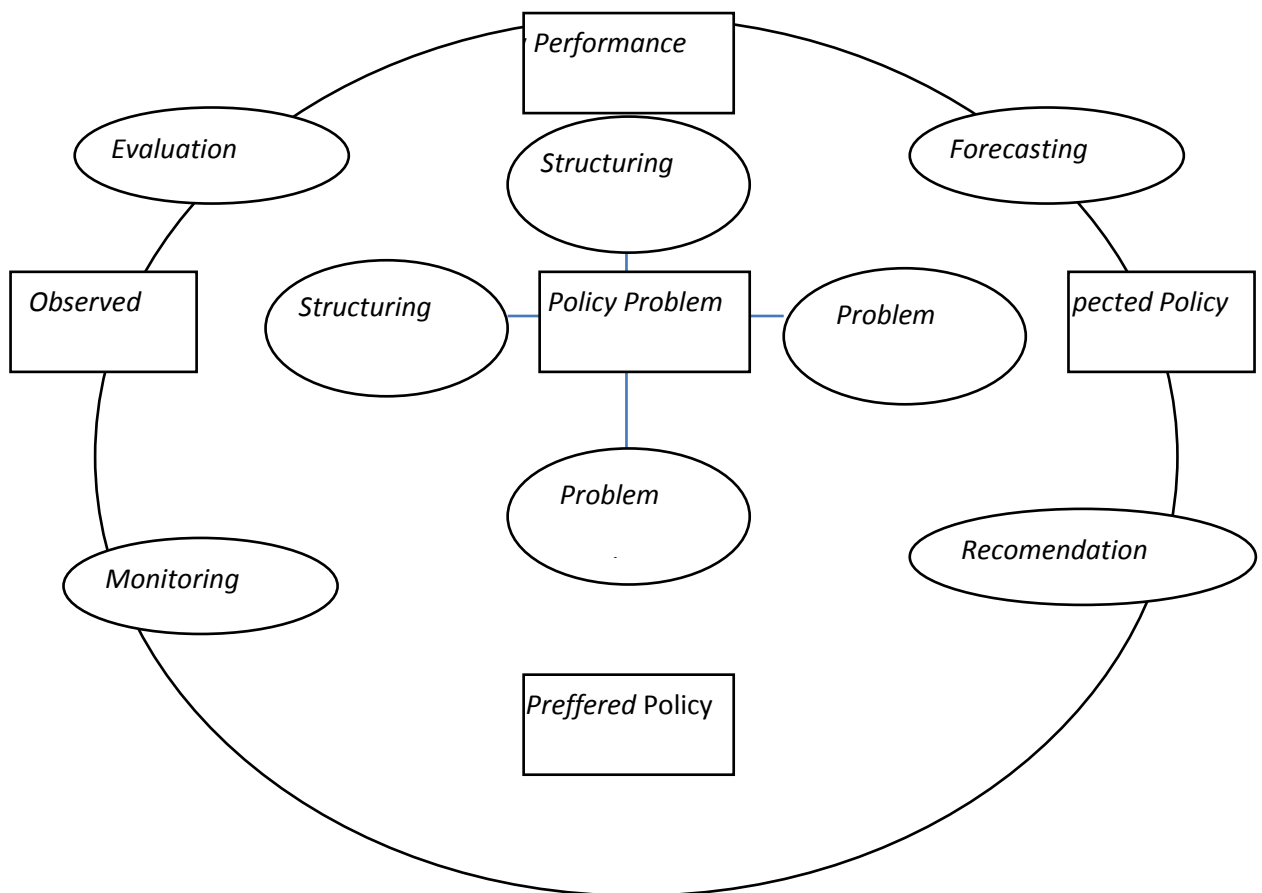 Performance
Evaluation
Forecasting
Structuring
Observed
Structuring
Policy Problem
Problem
pected Policy
Problem
Recomendation
Monitoring
Preffered Policy